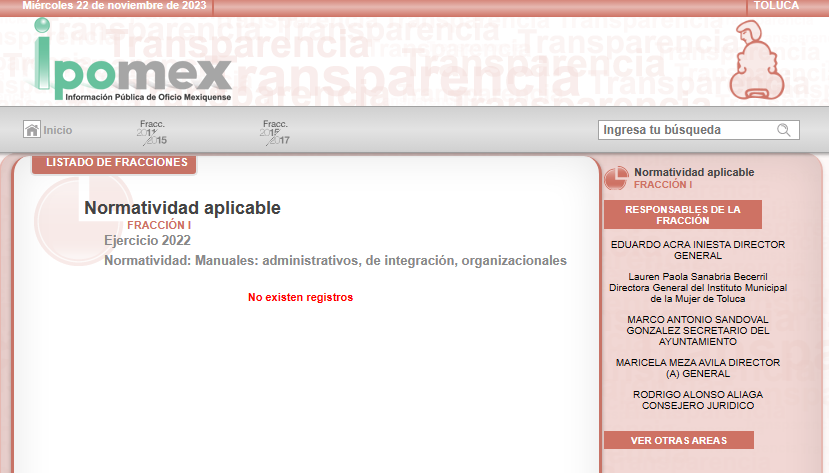 Miércoles 22 de noviembre de 2023
TOLUCA
Transparencia
Transparencia
Transparencia
ipomex
Información Pública de Oficio Mexiquense
Inicio
Fracc.
2015
Fracc.
2017
Ingresa tu búsqueda
LISTADO DE FRACCIONES
Normatividad aplicable
FRACCIÓN I
Ejercicio 2022
Normatividad: Manuales: administrativos, de integración, organizacionales
No existen registros
Normatividad aplicable
FRACCIÓN I
RESPONSABLES DE LA
FRACCIÓN
EDUARDO ACRA INIESTA DIRECTOR
GENERAL
Lauren Paola Sanabria Becerril
Directora General del Instituto Municipal
de la Mujer de Toluca
MARCO ANTONIO SANDOVAL
GONZALEZ SECRETARIO DEL
AYUNTAMIENTO
MARICELA MEZA AVILA DIRECTOR
(A) GENERAL
RODRIGO ALONSO ALIAGA
CONSEJERO JURIDICO
VER OTRAS AREAS